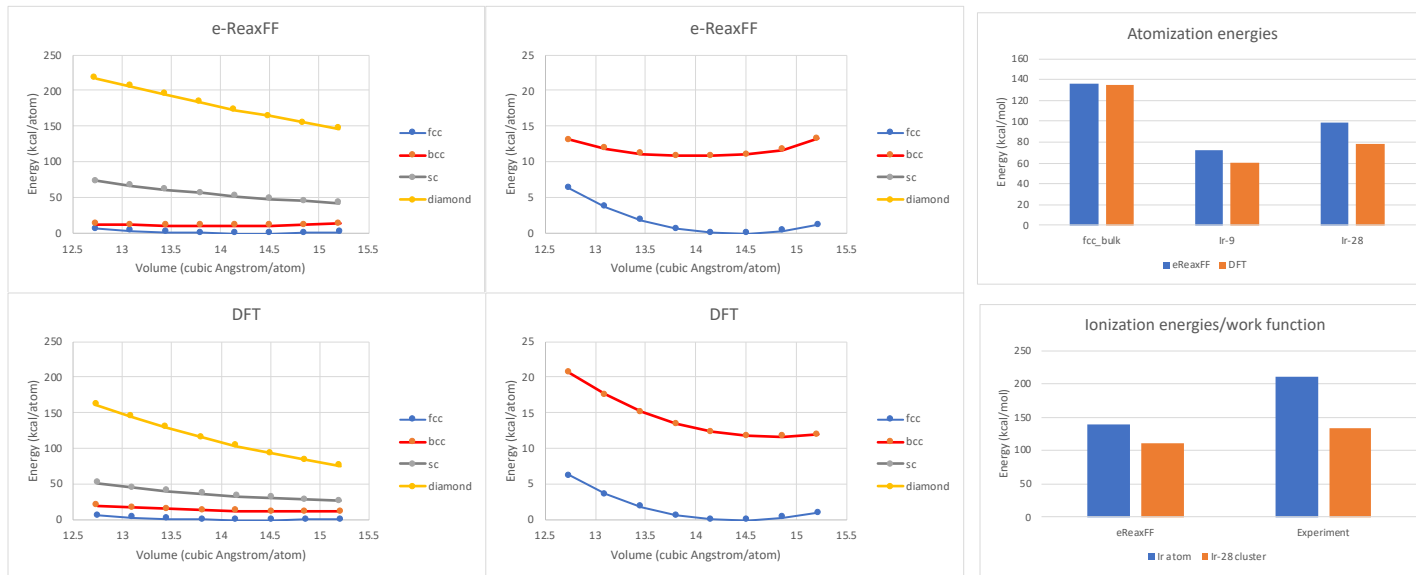 e-ReaxFF
250
200
150
100
50
0
12.5 13 13.5 14 14.5 15 15.5
Energy (kcal/atom)
Volume (cubic Angstrom/atom)
fcc
bcc
sc
diamond
e-ReaxFF
25
20
15
10
5
0
12.5 13 13.5 14 14.5 15 15.5
Energy (kcal/atom)
Volume (cubic Angstrom/atom)
fcc
bcc
sc
diamond
Atomization energies
160
140
120
100
80
60
40
20
0
Energy (kcal/mol)
fcc_bulk Ir-9 Ir-28
eReaxFF DFT
DFT
250
200
150
100
50
0
12.5 13 13.5 14 14.5 15 15.5
Energy (kcal/atom)
Volume (cubic Angstrom/atom)
fcc
bcc
sc
diamond
DFT
25
20
15
10
5
0
12.5 13 13.5 14 14.5 15 15.5
Energy (kcal/atom)
Volume (cubic Angstrom/atom)
fcc
bcc
sc
diamond
Ionization energies/work function
250
200
150
100
50
0
Energy (kcal/mol)
eReaxFF Experiment
Ir atom Ir-28 cluster